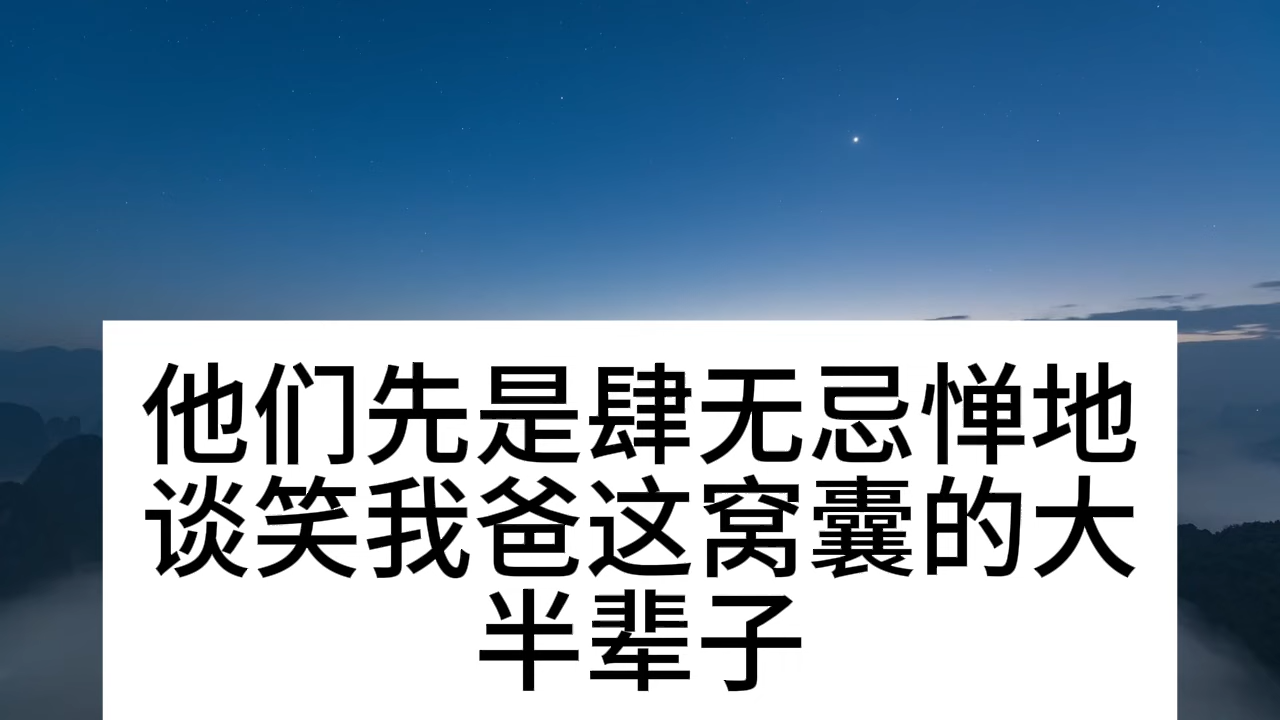 他们先是肆无忌惮地
谈笑我爸这窝囊的大
半辈子